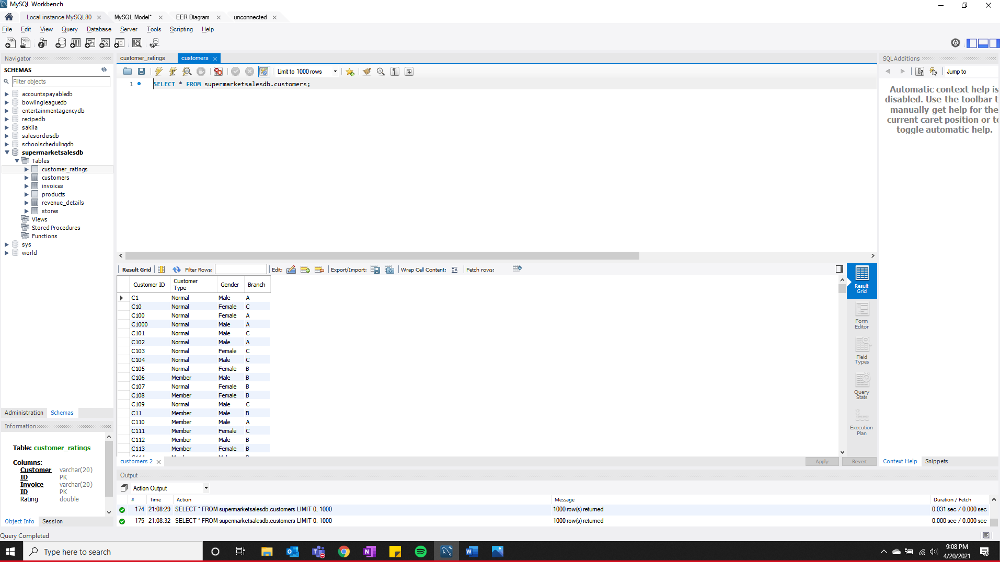 MySQL Workbench
Local instance MySQL80
MySQL Model*
EER Diagram
unconnected
File Edit View Query Database Server Tools Scripting Help
Navigator
SCHEMAS
Filter objects
accountspayabledb
bowlingleaguedb
entertainmentagencydb
recipedb
sakila
salesordersdb
schoolschedulingdb
supermarketsalesdb
Tables
customer_ratings
customers
invoices
products
revenue_details
stores
Views
Stored Procedures
Functions
sys
world
Administration Schemas
Information
Table: customer_ratings
Columns:
Customer varchar(20)
ID PK
Invoice varchar(20)
ID PK
Rating double
Object Info Session
customer_ratings customers
Limit to 1000 rows
1 SELECT * FROM supermarketsalesdb.customers;
Result Grid Filter Rows: Edit: Export/Import: Wrap Cell Content: Fetch rows:
Customer ID Customer Type Gender Branch
C1 Normal Male A
C10 Normal Female C
C100 Normal Female A
C1000 Normal Male A
C101 Normal Male C
C102 Normal Male A
C103 Normal Female C
C104 Normal Male C
C105 Normal Female B
C106 Member Male B
C107 Normal Female B
C108 Member Female B
C109 Normal Male C
C11 Member Male B
C110 Member Male A
C111 Member Female C
C112 Member Male B
C113 Member Female B
Result
Grid
Form
Editor
Field
Types
Query
Stats
Execution
Plan
customers 2
Apply Revert
SQLAdditions
Jump to
Automatic context help is
disabled. Use the toolbar t
manually get help for the
current caret position or to
toggle automatic help.
Context Help Snippets
Output
Action Output
# Time Action Message Duration / Fetch
174 21:08:29 SELECT * FROM supermarketsalesdb.customers LIMIT 0, 1000 1000 row(s) returned 0.031 sec / 0.000 sec
175 21:08:32 SELECT * FROM supermarketsalesdb.customers LIMIT 0, 1000 1000 row(s) returned 0.000 sec / 0.000 sec
Query Completed
Type here to search
9:08 PM
4/20/2021